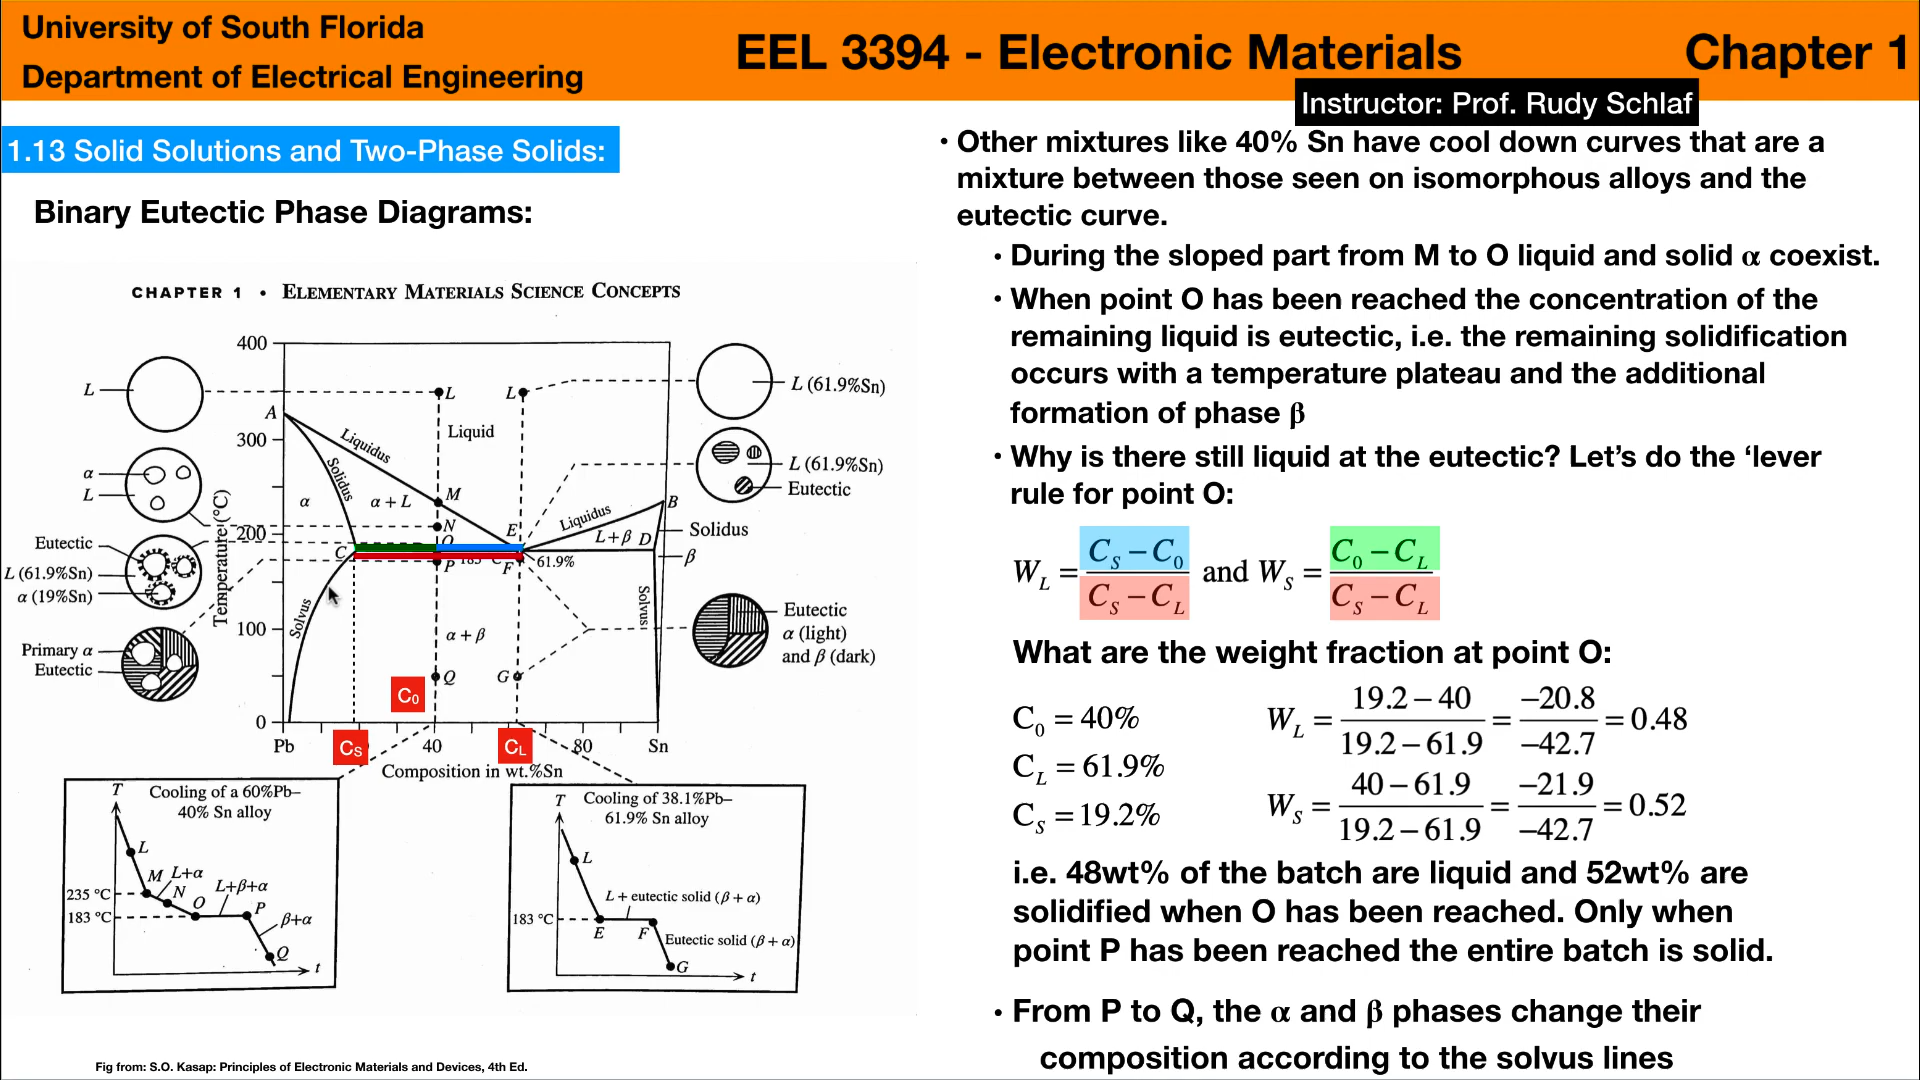 University of South Florida
Department of Electrical Engineering
EEL 3394 - Electronic Materials
Chapter 1
Instructor: Prof. Rudy Schlaf
1.13 Solid Solutions and Two-Phase Solids:
Binary Eutectic Phase Diagrams:
CHAPTER 1 • ELEMENTARY MATERIALS SCIENCE CONCEPTS
400
L
L
L
L (61.9%Sn)
A
Liquid
300
Liquidus
Solidus
α
L
α
α + L
M
N
L (61.9%Sn)
Eutectic
B
Liquidus
Solidus
200
O
E
L+β
D
β
Eutectic
C
P
183 °C
F
61.9%
L (61.9%Sn)
α (19%Sn)
Temperature (°C)
Solvus
Solvus
100
α + β
Eutectic
α (light)
and β (dark)
Primary α
Eutectic
Q
G
C₀
0
Pb
Cₛ
40
C_L
80
Sn
Composition in wt.%Sn
T
Cooling of a 60%Pb–
40% Sn alloy
L
M
L+α
N
L+β+α
O
P
235 °C
183 °C
β+α
Q
t
T
Cooling of 38.1%Pb–
61.9% Sn alloy
L
L + eutectic solid (β + α)
183 °C
E
F
Eutectic solid (β + α)
G
t
Fig from: S.O. Kasap: Principles of Electronic Materials and Devices, 4th Ed.
• Other mixtures like 40% Sn have cool down curves that are a
mixture between those seen on isomorphous alloys and the
eutectic curve.
• During the sloped part from M to O liquid and solid α coexist.
• When point O has been reached the concentration of the
remaining liquid is eutectic, i.e. the remaining solidification
occurs with a temperature plateau and the additional
formation of phase β
• Why is there still liquid at the eutectic? Let's do the ‘lever
rule for point O:
W_L = (C_S − C_0) / (C_S − C_L) and W_S = (C_0 − C_L) / (C_S − C_L)
What are the weight fraction at point O:
C_0 = 40%
C_L = 61.9%
C_S = 19.2%
W_L = (19.2 − 40) / (19.2 − 61.9) = −20.8 / −42.7 = 0.48
W_S = (40 − 61.9) / (19.2 − 61.9) = −21.9 / −42.7 = 0.52
i.e. 48wt% of the batch are liquid and 52wt% are
solidified when O has been reached. Only when
point P has been reached the entire batch is solid.
• From P to Q, the α and β phases change their
composition according to the solvus lines